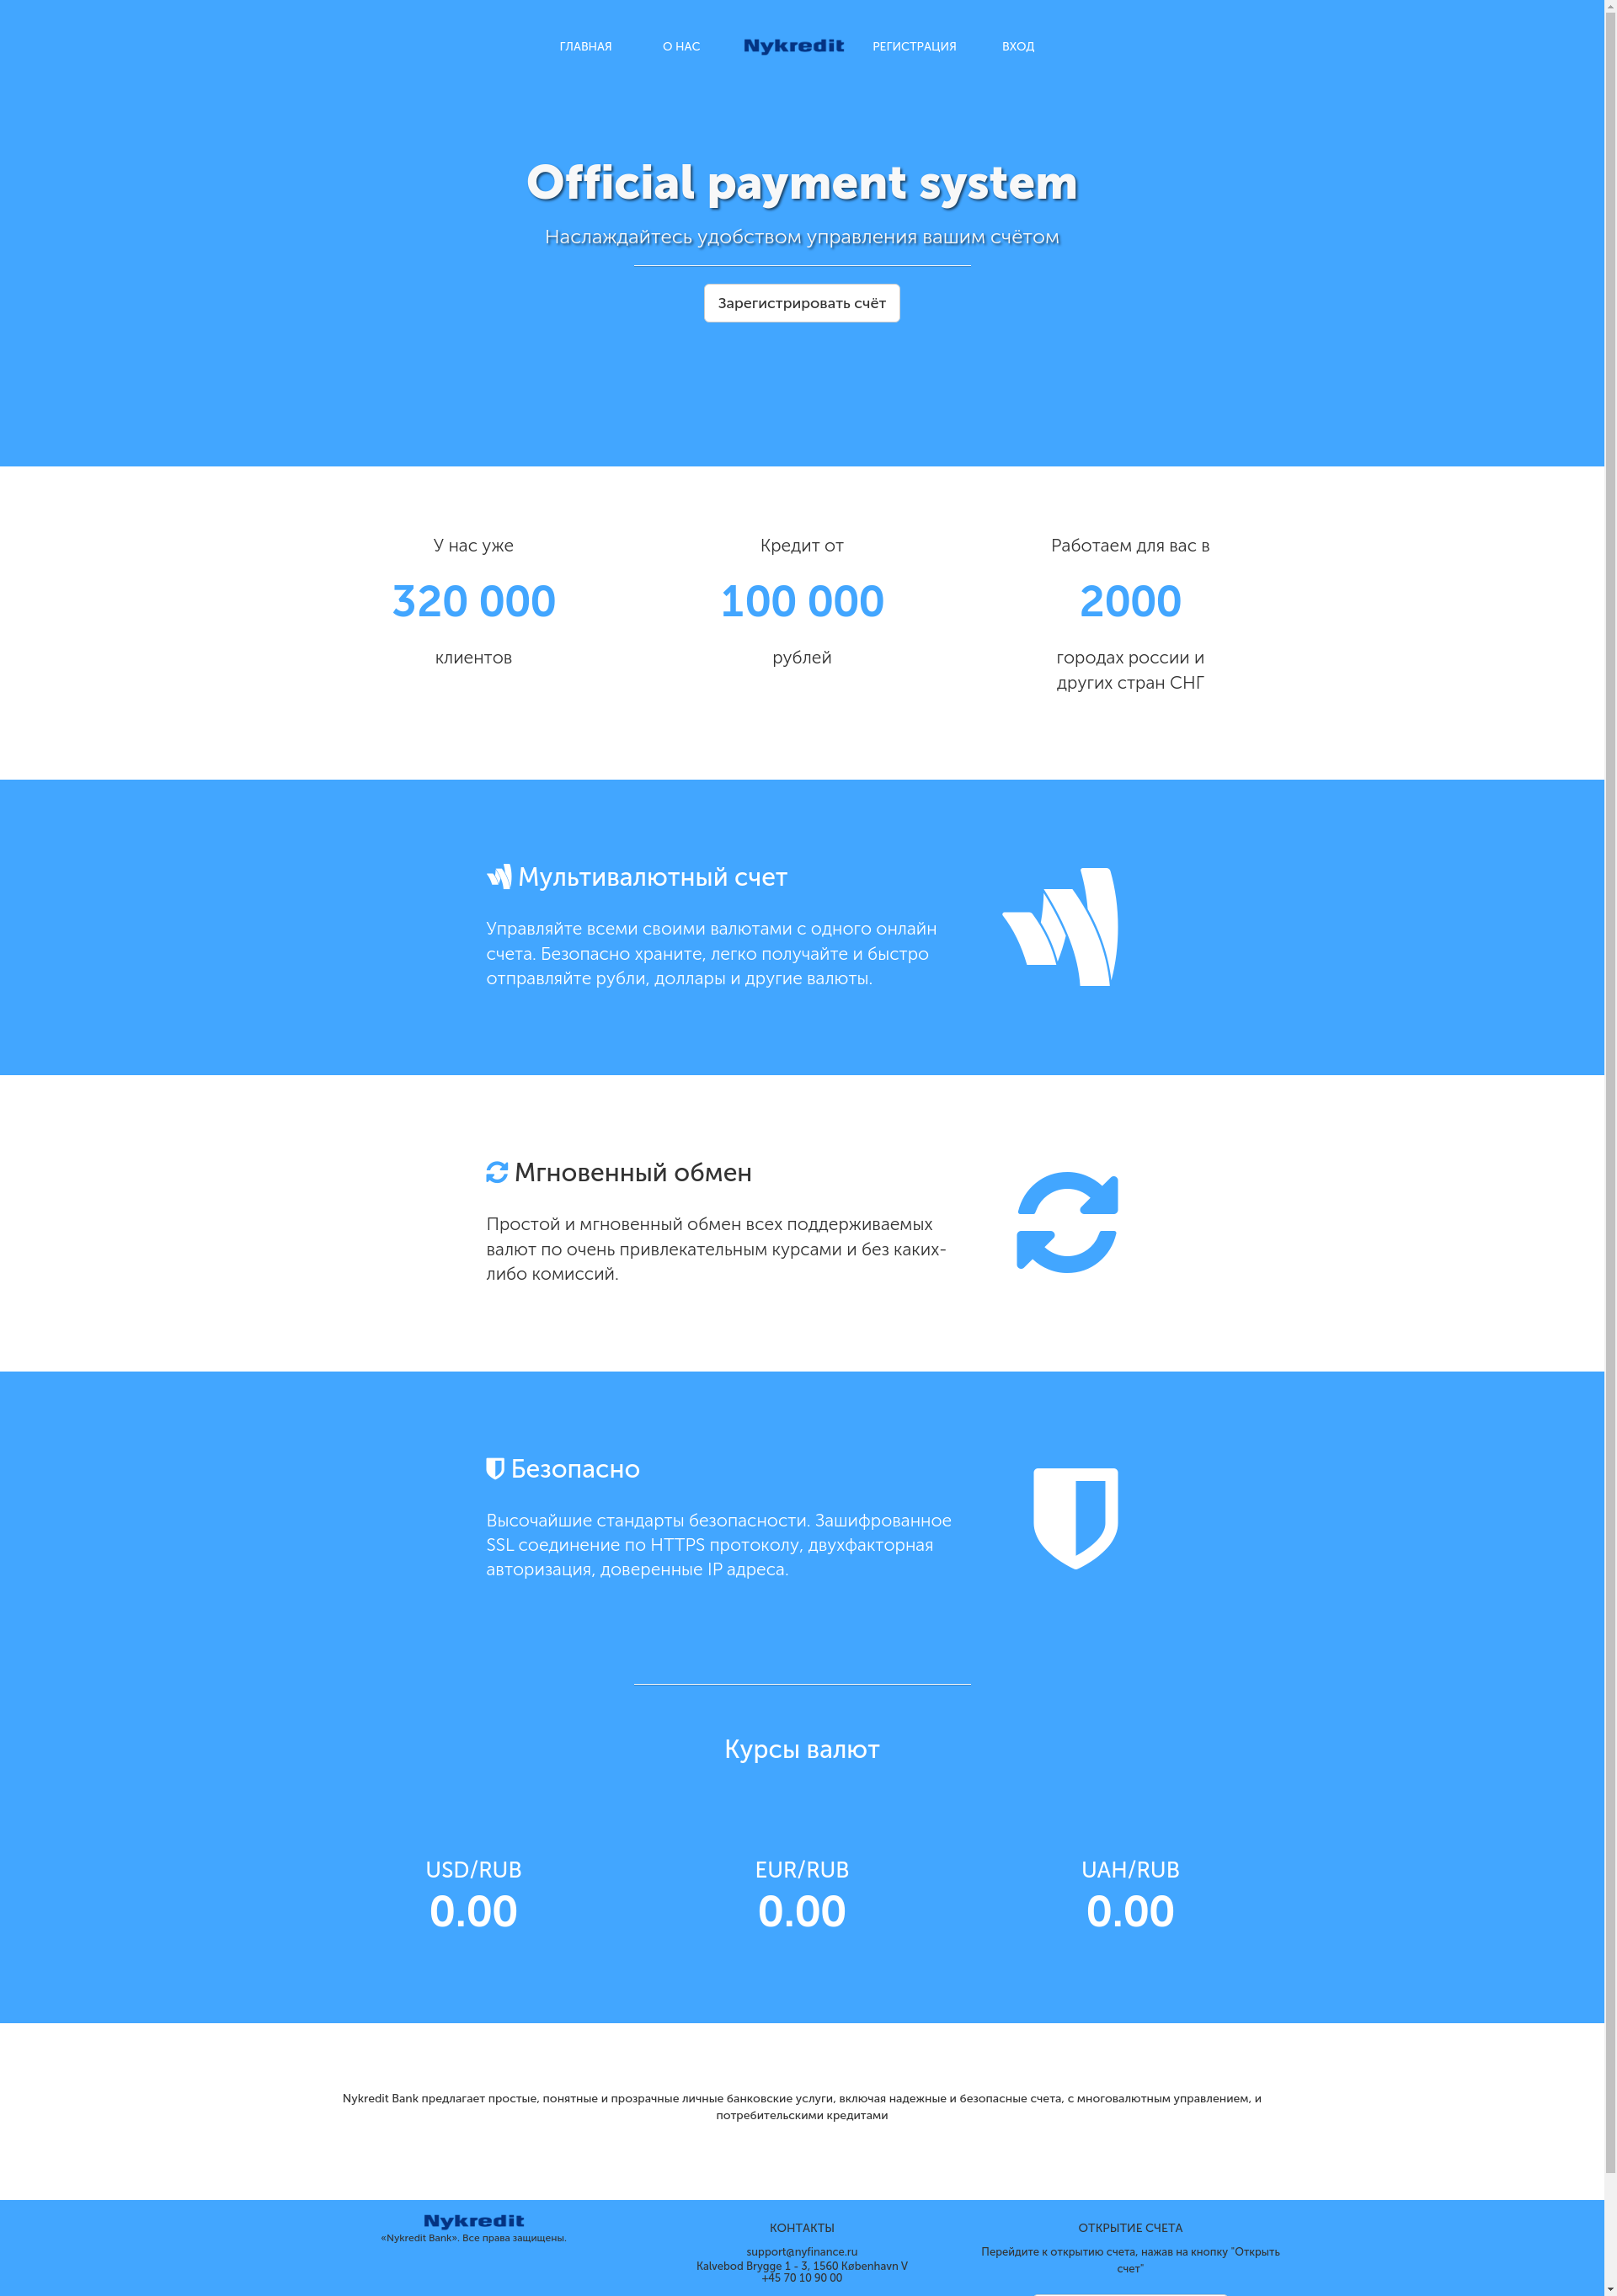 ГЛАВНАЯ О НАС Nykredit РЕГИСТРАЦИЯ ВХОД
Official payment system
Наслаждайтесь удобством управления вашим счётом
Зарегистрировать счёт
У нас уже
320 000
клиентов
Кредит от
100 000
рублей
Работаем для вас в
2000
городах россии и
других стран СНГ
Мультивалютный счет
Управляйте всеми своими валютами с одного онлайн
счета. Безопасно храните, легко получайте и быстро
отправляйте рубли, доллары и другие валюты.
Мгновенный обмен
Простой и мгновенный обмен всех поддерживаемых
валют по очень привлекательным курсами и без каких-
либо комиссий.
Безопасно
Высочайшие стандарты безопасности. Зашифрованное
SSL соединение по HTTPS протоколу, двухфакторная
авторизация, доверенные IP адреса.
Курсы валют
USD/RUB
0.00
EUR/RUB
0.00
UAH/RUB
0.00
Nykredit Bank предлагает простые, понятные и прозрачные личные банковские услуги, включая надежные и безопасные счета, с многовалютным управлением, и
потребительскими кредитами
Nykredit
«Nykredit Bank». Все права защищены.
КОНТАКТЫ
support@nyfinance.ru
Kalvebod Brygge 1 - 3, 1560 København V
+45 70 10 90 00
ОТКРЫТИЕ СЧЕТА
Перейдите к открытию счета, нажав на кнопку "Открыть
счет"